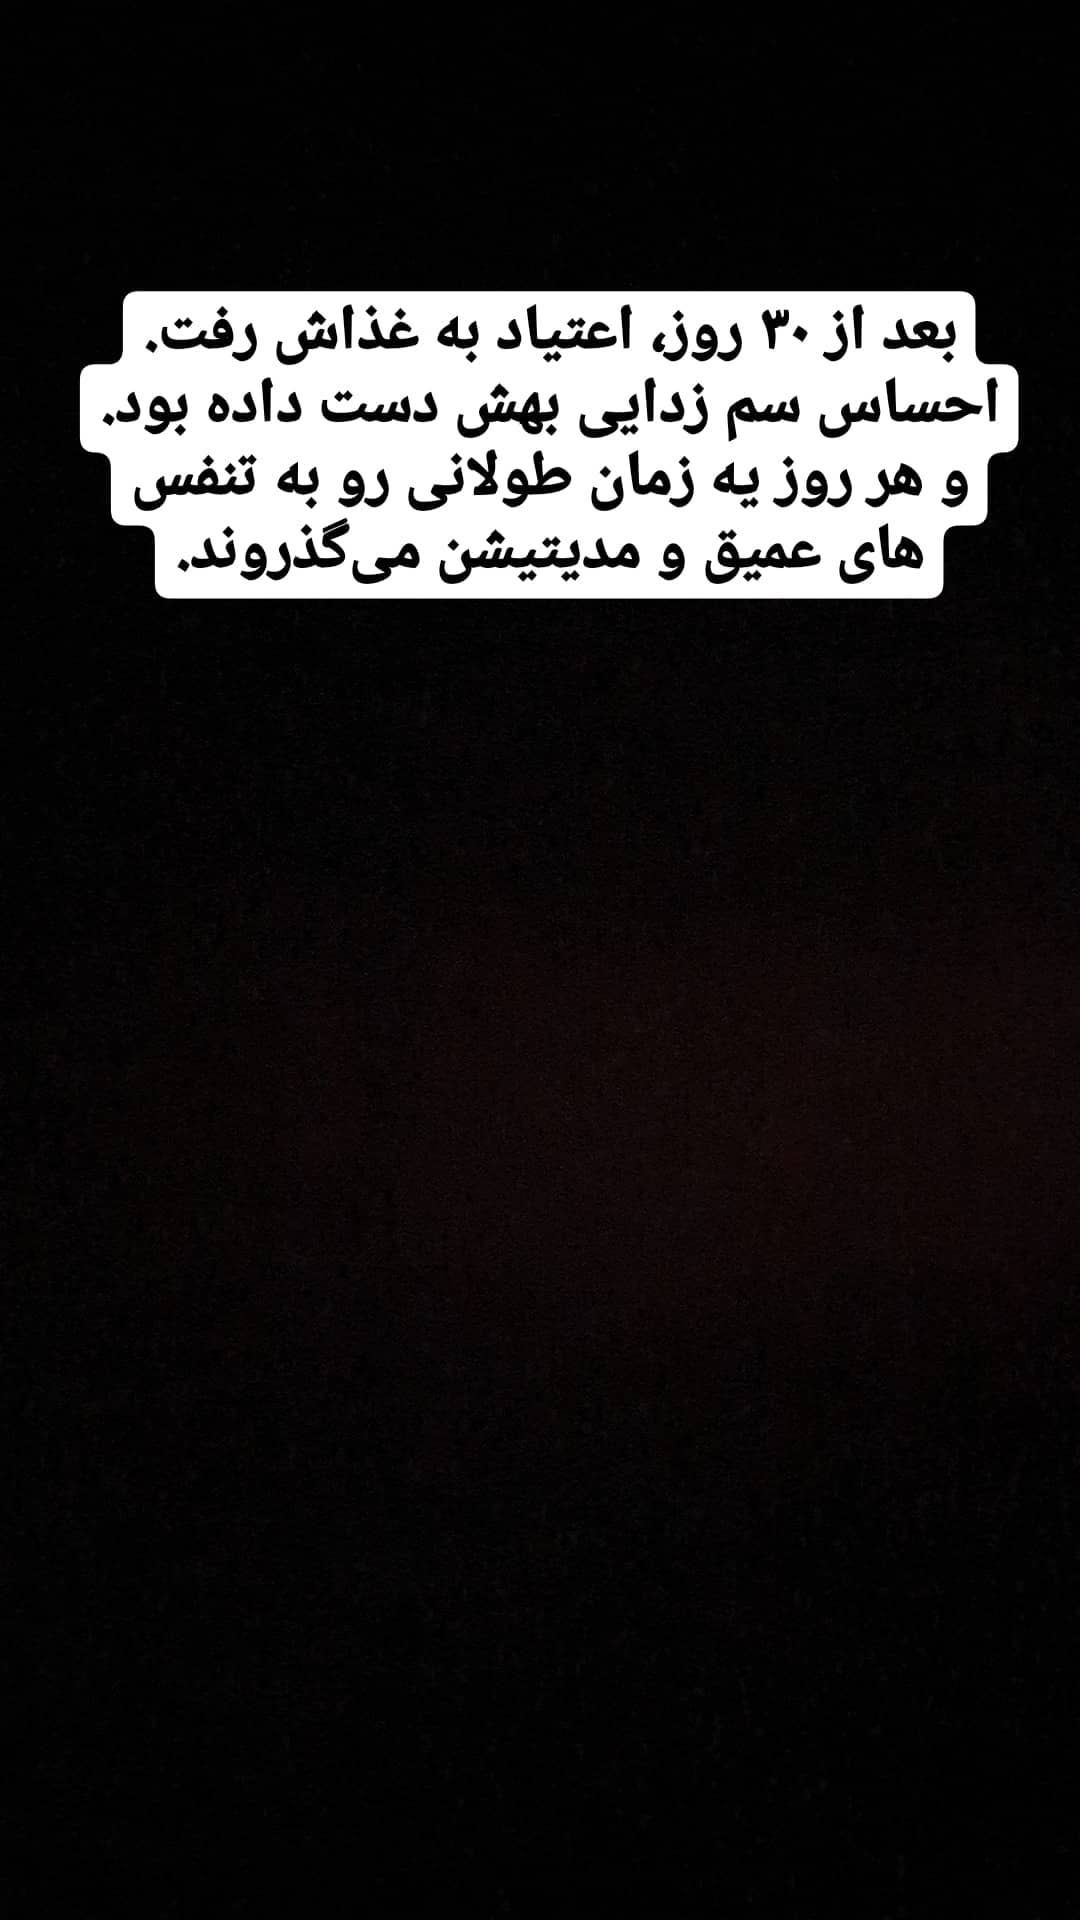 بعد از ۳۰ روز، اعتیاد به غذاش رفت.
احساس سم زدایی بهش دست داده بود.
و هر روز یه زمان طولانی رو به تنفس
های عمیق و مدیتیشن می‌گذروند.